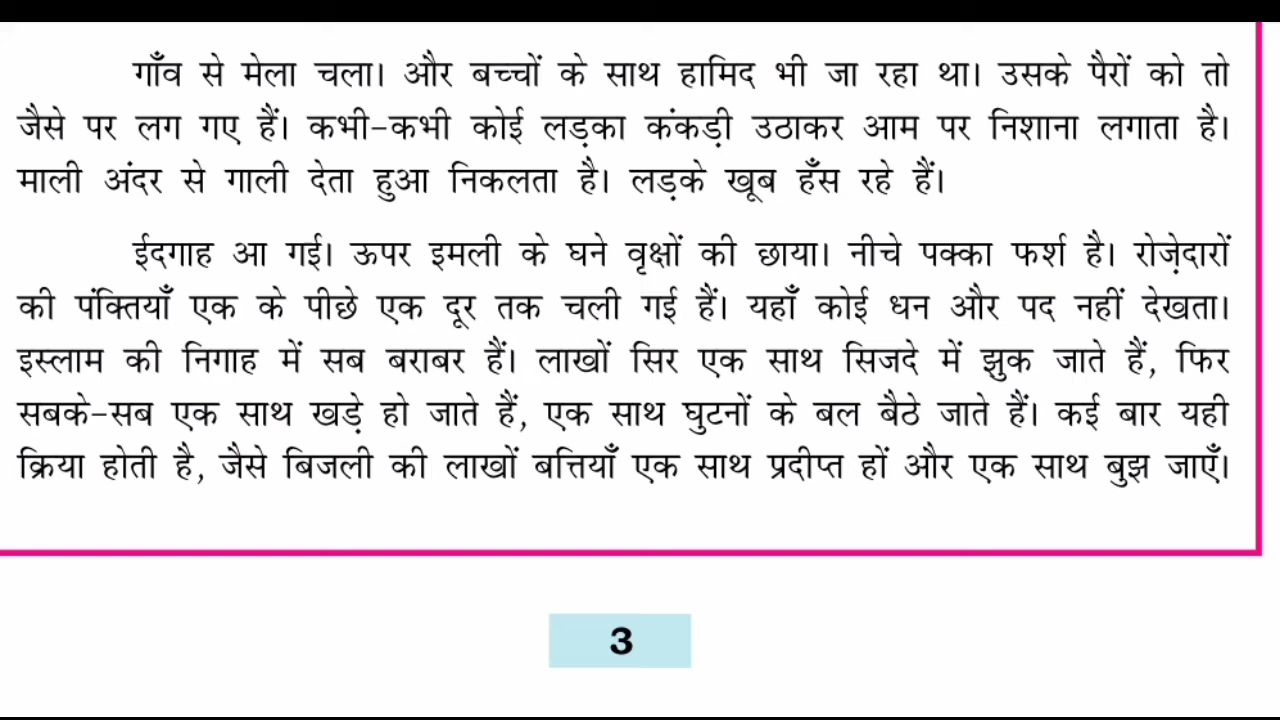 गाँव से मेला चला। और बच्चों के साथ हामिद भी जा रहा था। उसके पैरों को तो
जैसे पर लग गए हैं। कभी-कभी कोई लड़का कंकड़ी उठाकर आम पर निशाना लगाता है।
माली अंदर से गाली देता हुआ निकलता है। लड़के खूब हँस रहे हैं।
ईदगाह आ गई। ऊपर इमली के घने वृक्षों की छाया। नीचे पक्का फर्श है। रोज़ेदारों
की पंक्तियाँ एक के पीछे एक दूर तक चली गई हैं। यहाँ कोई धन और पद नहीं देखता।
इस्लाम की निगाह में सब बराबर हैं। लाखों सिर एक साथ सिजदे में झुक जाते हैं, फिर
सबके-सब एक साथ खड़े हो जाते हैं, एक साथ घुटनों के बल बैठे जाते हैं। कई बार यही
क्रिया होती है, जैसे बिजली की लाखों बत्तियाँ एक साथ प्रदीप्त हों और एक साथ बुझ जाएँ।
3